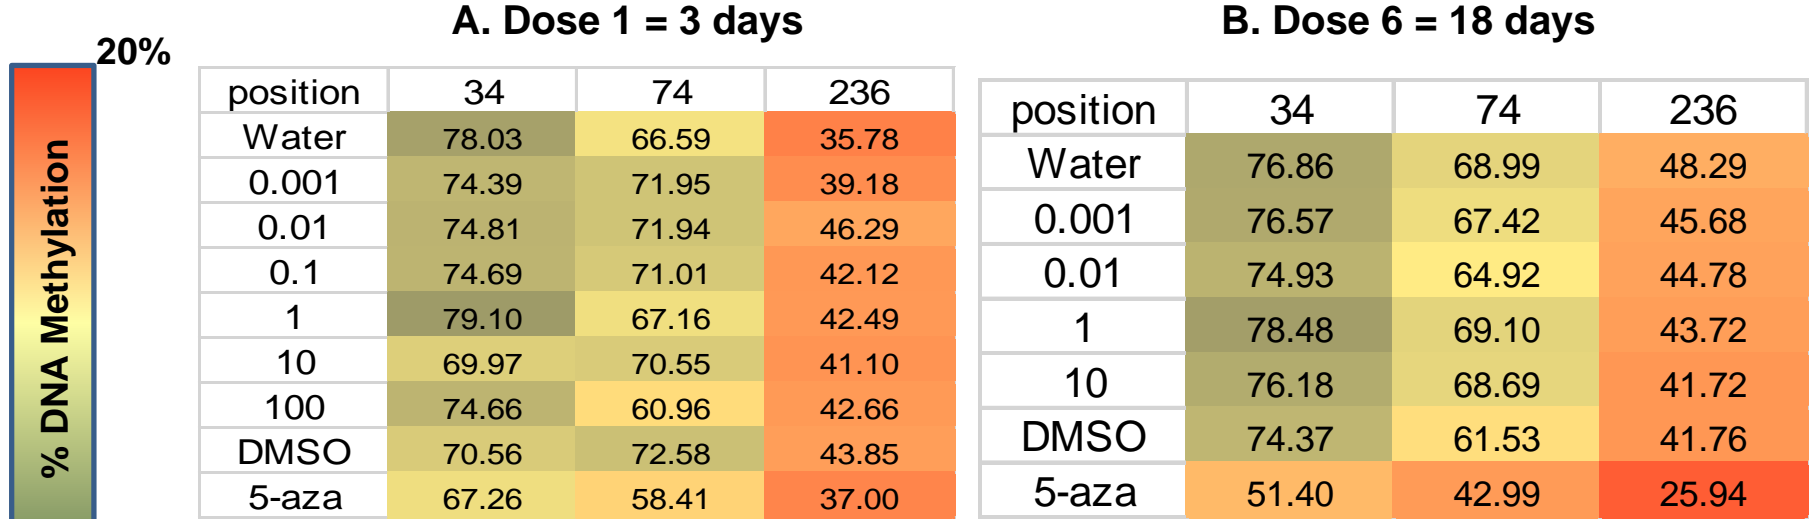 A. Dose 1 = 3 days
B. Dose 6 = 18 days
20%
% DNA Methylation
position 34 74 236
Water 78.03 66.59 35.78
0.001 74.39 71.95 39.18
0.01 74.81 71.94 46.29
0.1 74.69 71.01 42.12
1 79.10 67.16 42.49
10 69.97 70.55 41.10
100 74.66 60.96 42.66
DMSO 70.56 72.58 43.85
5-aza 67.26 58.41 37.00
position 34 74 236
Water 76.86 68.99 48.29
0.001 76.57 67.42 45.68
0.01 74.93 64.92 44.78
1 78.48 69.10 43.72
10 76.18 68.69 41.72
DMSO 74.37 61.53 41.76
5-aza 51.40 42.99 25.94